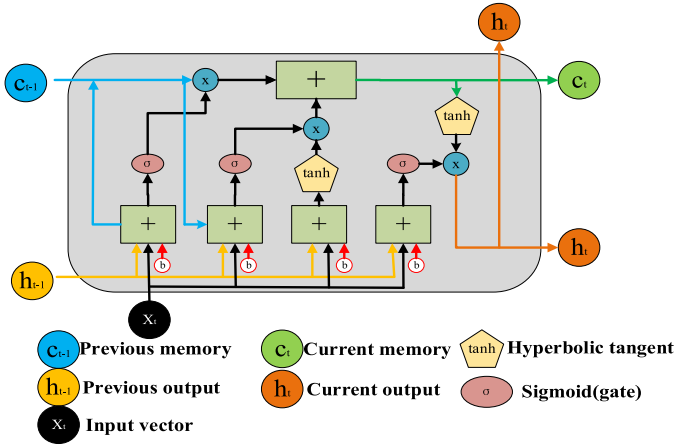 hₜ
cₜ₋₁
x
+
cₜ
tanh
σ
σ
x
tanh
σ
x
+
+
+
+
hₜ
b
b
b
b
hₜ₋₁
Xₜ
cₜ₋₁ Previous memory
cₜ Current memory
tanh Hyperbolic tangent
hₜ₋₁ Previous output
hₜ Current output
σ Sigmoid(gate)
Xₜ Input vector